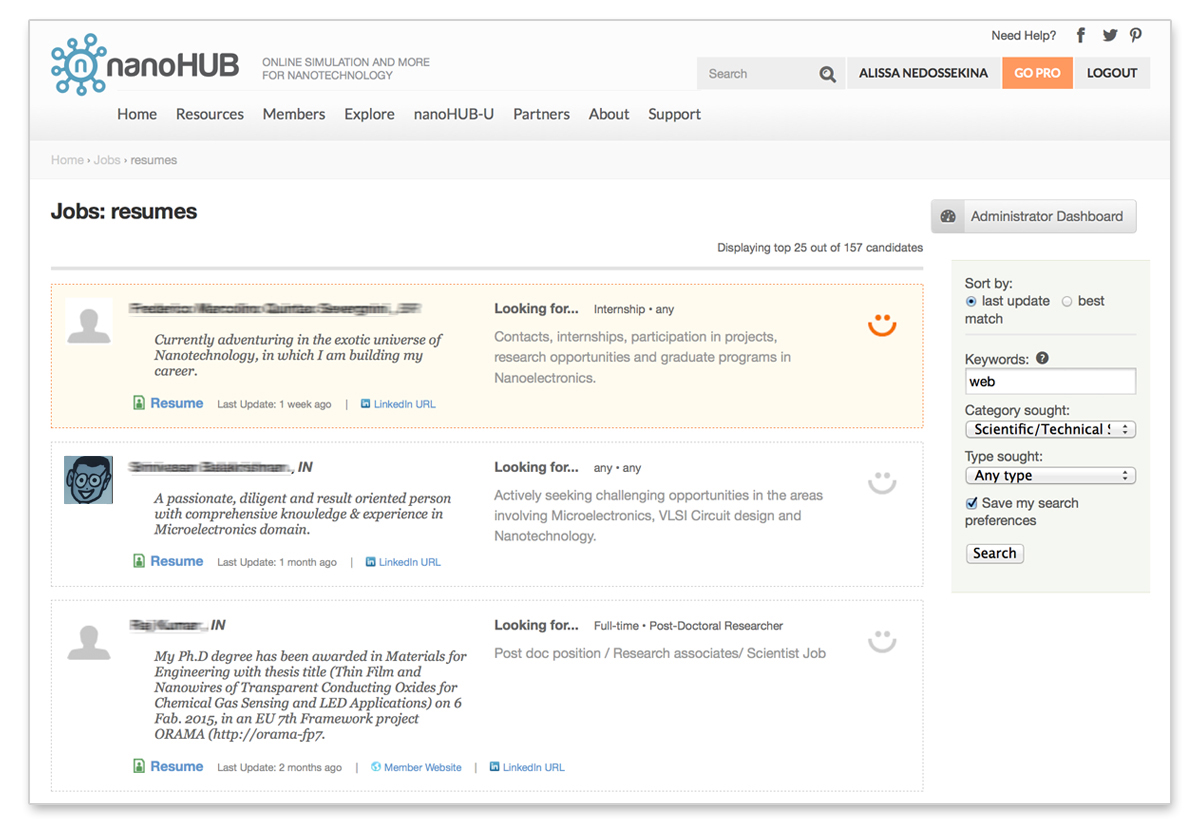 Need Help?
nanoHUB
ONLINE SIMULATION AND MORE
FOR NANOTECHNOLOGY
Search
ALISSA NEDOSSEKINA
GO PRO
LOGOUT
Home Resources Members Explore nanoHUB-U Partners About Support
Home › Jobs › resumes
Jobs: resumes
Administrator Dashboard
Displaying top 25 out of 157 candidates
Looking for... Internship • any
Currently adventuring in the exotic universe of
Nanotechnology, in which I am building my
career.
Contacts, internships, participation in projects,
research opportunities and graduate programs in
Nanoelectronics.
Resume Last Update: 1 week ago | LinkedIn URL
, IN
Looking for... any • any
A passionate, diligent and result oriented person
with comprehensive knowledge & experience in
Microelectronics domain.
Actively seeking challenging opportunities in the areas
involving Microelectronics, VLSI Circuit design and
Nanotechnology.
Resume Last Update: 1 month ago | LinkedIn URL
, IN
Looking for... Full-time • Post-Doctoral Researcher
My Ph.D degree has been awarded in Materials for
Engineering with thesis title (Thin Film and
Nanowires of Transparent Conducting Oxides for
Chemical Gas Sensing and LED Applications) on 6
Fab. 2015, in an EU 7th Framework project
ORAMA (http://orama-fp7.
Post doc position / Research associates/ Scientist Job
Resume Last Update: 2 months ago | Member Website | LinkedIn URL
Sort by:
last update best
match
Keywords: ?
web
Category sought:
Scientific/Technical
Type sought:
Any type
Save my search
preferences
Search